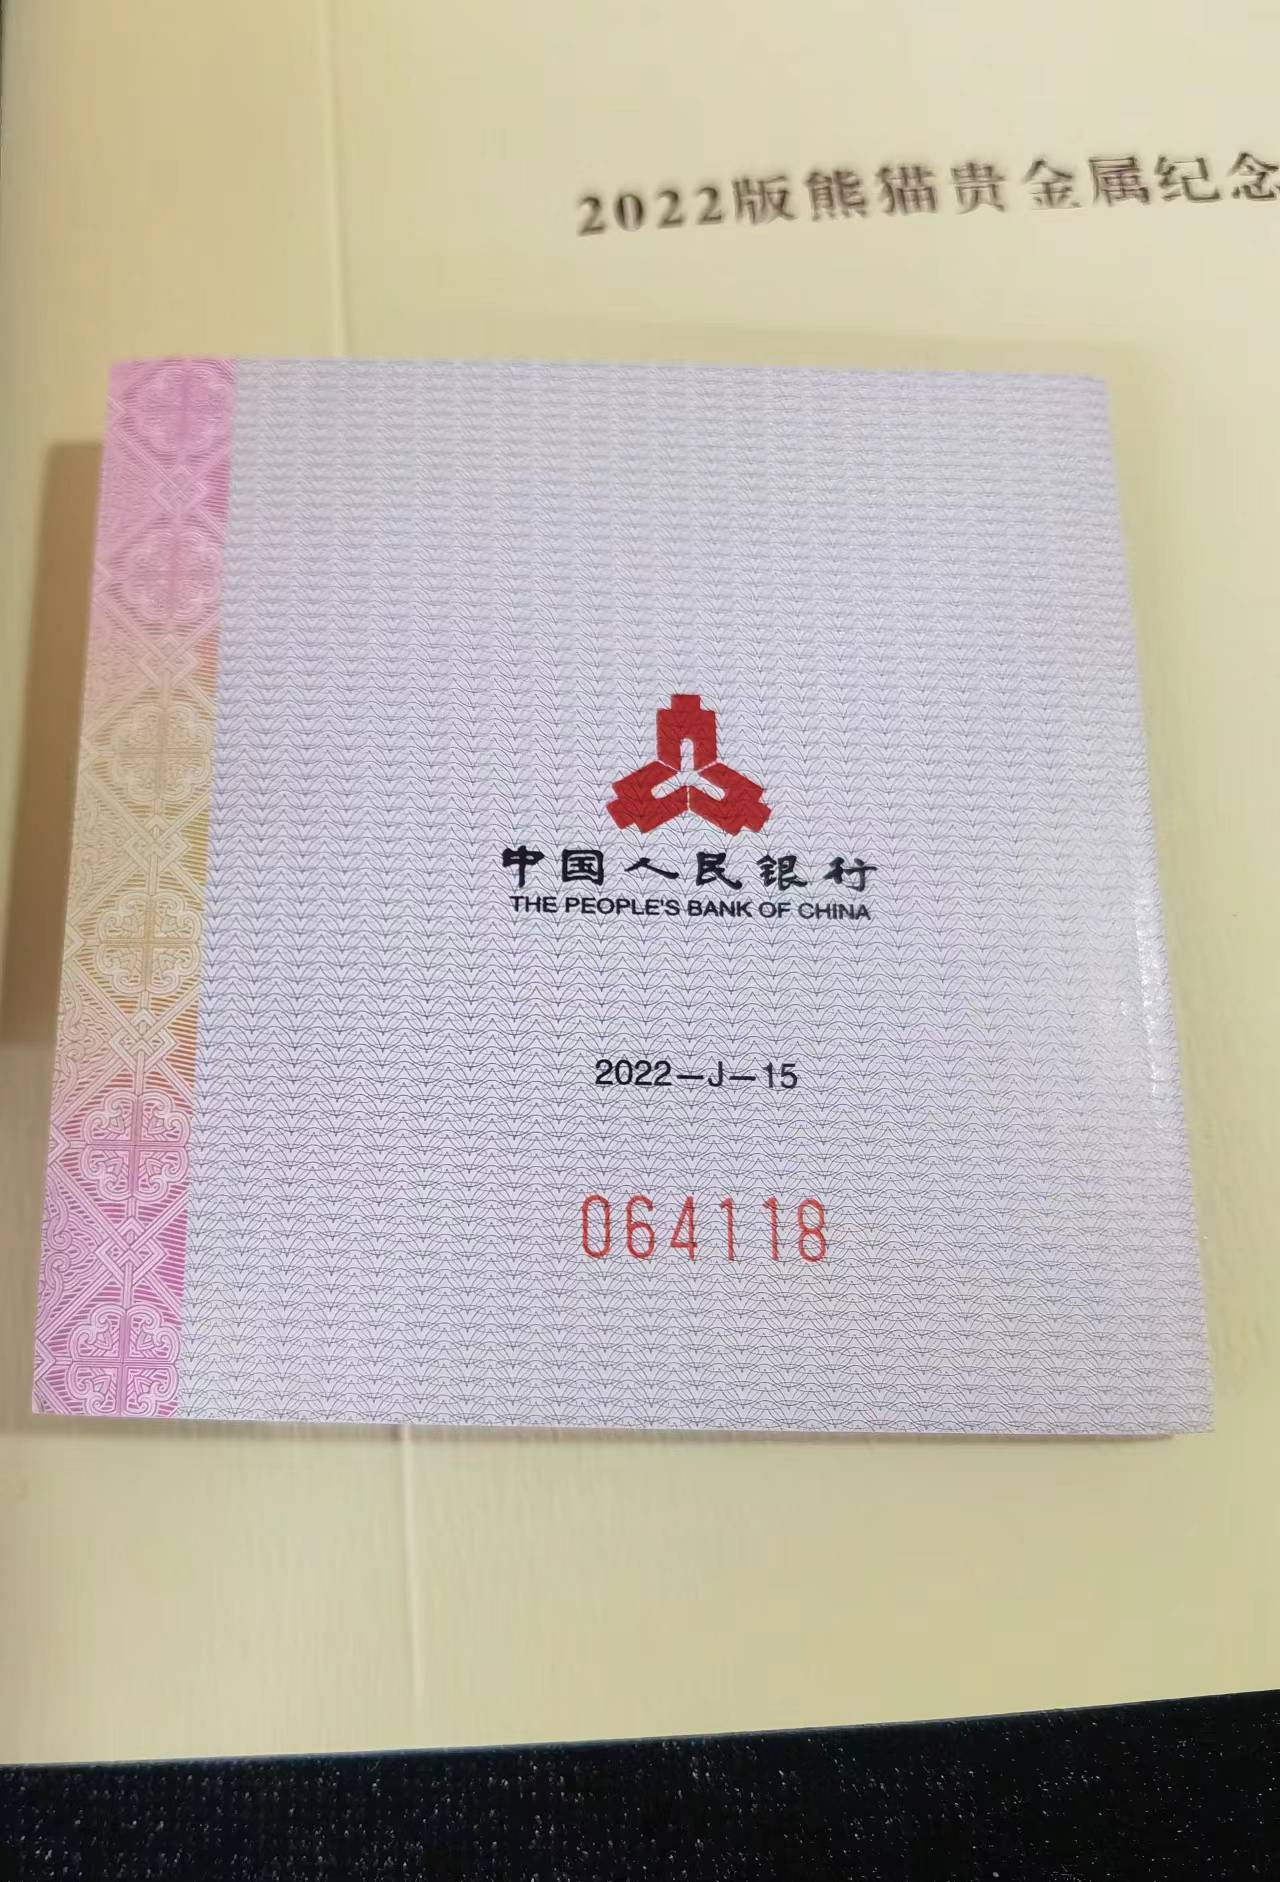 2022版熊猫贵金属纪念
中国人民银行
THE PEOPLE'S BANK OF CHINA
2022-J-15
064118